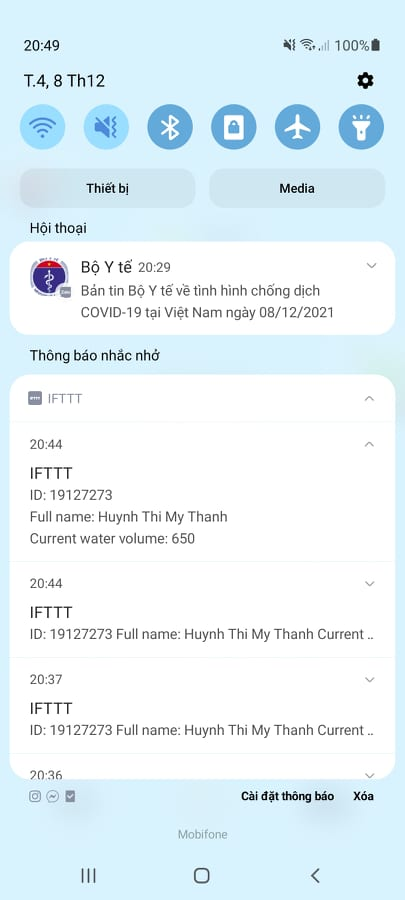 20:49
100%
T.4, 8 Th12
Thiết bị
Media
Hội thoại
Bộ Y tế 20:29
Bản tin Bộ Y tế về tình hình chống dịch
COVID-19 tại Việt Nam ngày 08/12/2021
Thông báo nhắc nhở
IFTTT
20:44
IFTTT
ID: 19127273
Full name: Huynh Thi My Thanh
Current water volume: 650
20:44
IFTTT
ID: 19127273 Full name: Huynh Thi My Thanh Current ..
20:37
IFTTT
ID: 19127273 Full name: Huynh Thi My Thanh Current ..
20:36
Cài đặt thông báo Xóa
Mobifone